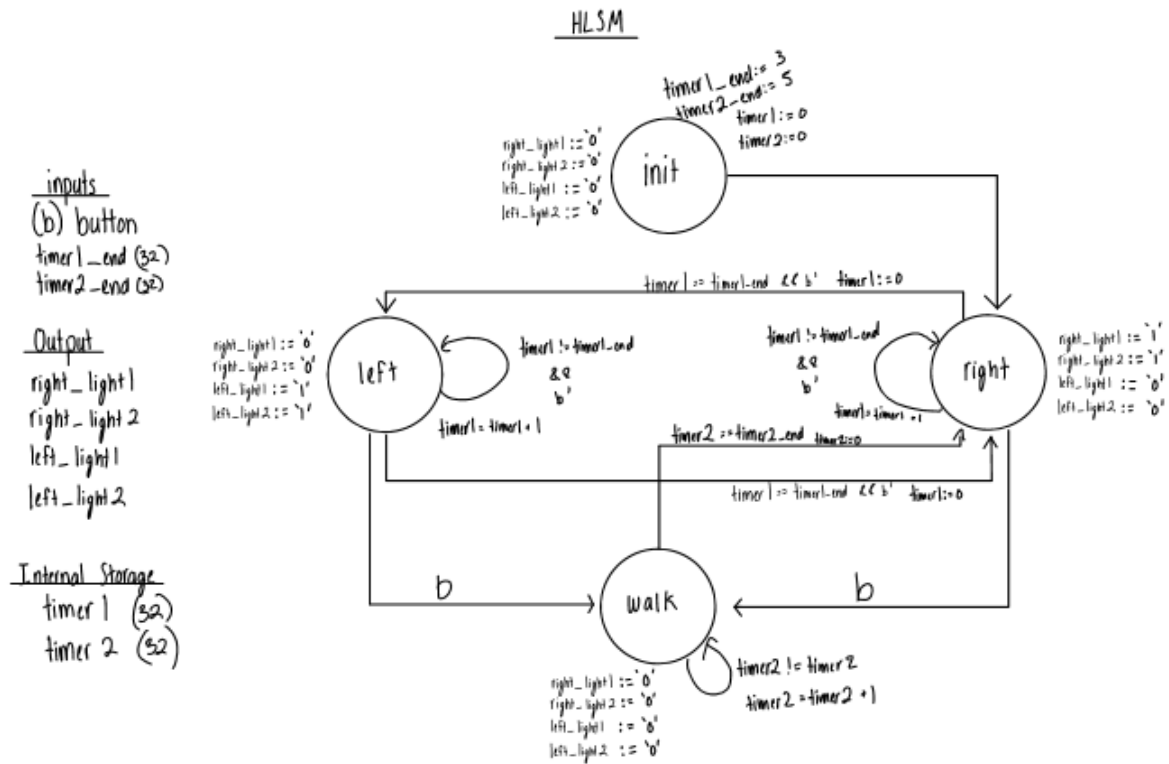 HLSM
timer1_end:= 3
timer2_end:= 5
timer1:=0
timer2:=0
right_light1 := '0'
right_light2 := '0'
left_light1 := '0'
left_light2 := '0'
init
inputs
(b) button
timer1_end (32)
timer2_end (32)
Output
right_light1
right_light2
left_light1
left_light2
Internal Storage
timer 1 (32)
timer 2 (32)
timer1 == timer1_end && b' timer1:=0
right_light1 := '0'
right_light2 := '0'
left_light1 := '1'
left_light2 := '1'
left
timer1 != timer1_end
&&
b'
timer1 = timer1 + 1
timer1 != timer1_end
&&
b'
timer1 = timer1 + 1
right
right_light1 := '1'
right_light2 := '1'
left_light1 := '0'
left_light2 := '0'
timer2 == timer2_end timer2:=0
timer1 == timer1_end && b' timer1:=0
b
walk
b
timer2 != timer2
timer2 = timer2 + 1
right_light1 := '0'
right_light2 := '0'
left_light1 := '0'
left_light2 := '0'